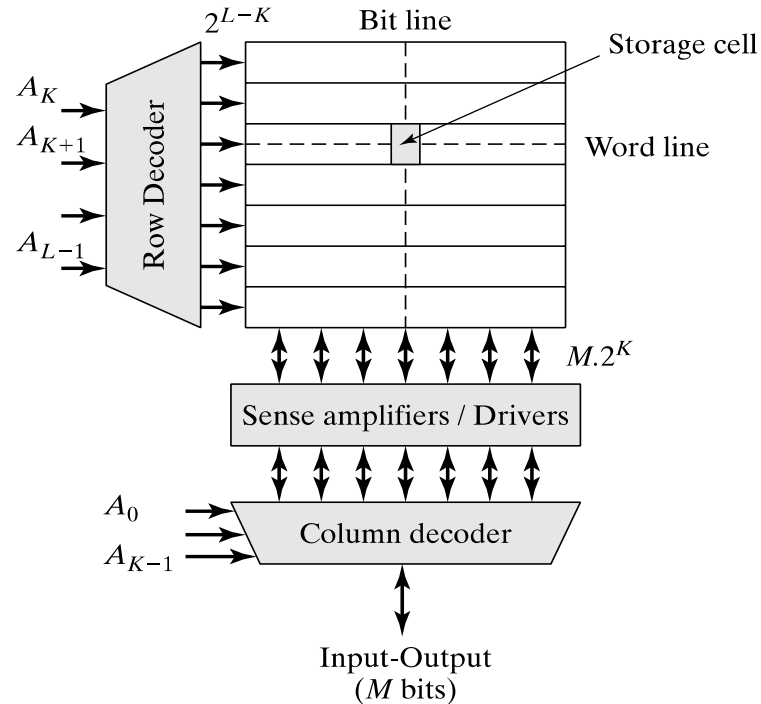 2^{L-K}
Bit line
Storage cell
A_K
A_{K+1}
A_{L-1}
Row Decoder
Word line
M.2^K
Sense amplifiers / Drivers
A_0
A_{K-1}
Column decoder
Input-Output
(M bits)